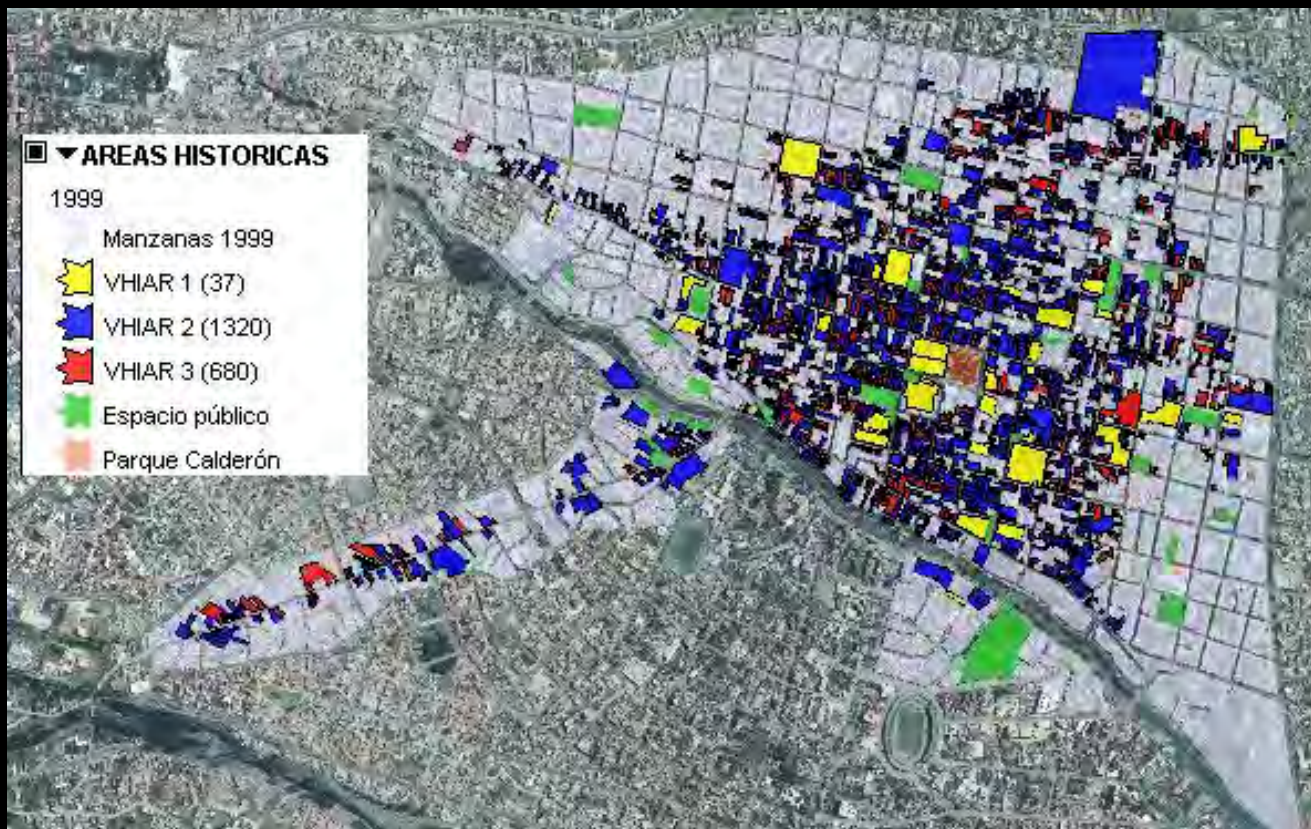 AREAS HISTORICAS
1999
Manzanas 1999
VHIAR 1 (37)
VHIAR 2 (1320)
VHIAR 3 (680)
Espacio público
Parque Calderón